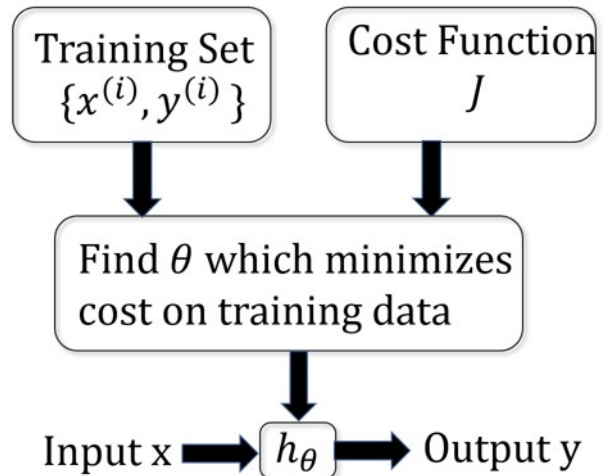 Training Set
{x^(i), y^(i) }
Cost Function
J
Find θ which minimizes
cost on training data
Input x
h_θ
Output y